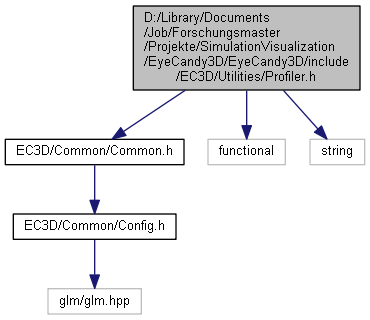 D:/Library/Documents
/Job/Forschungsmaster
/Projekte/SimulationVisualization
/EyeCandy3D/EyeCandy3D/include
/EC3D/Utilities/Profiler.h
EC3D/Common/Common.h
functional
string
EC3D/Common/Config.h
glm/glm.hpp